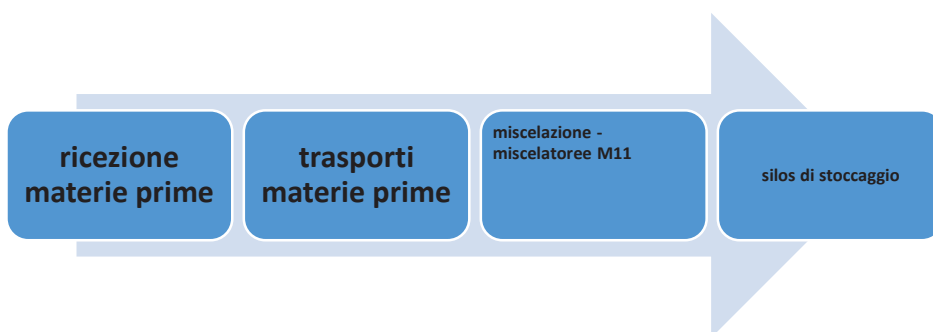 ricezione
materie prime
trasporti
materie prime
miscelazione -
miscelatoree M11
silos di stoccaggio